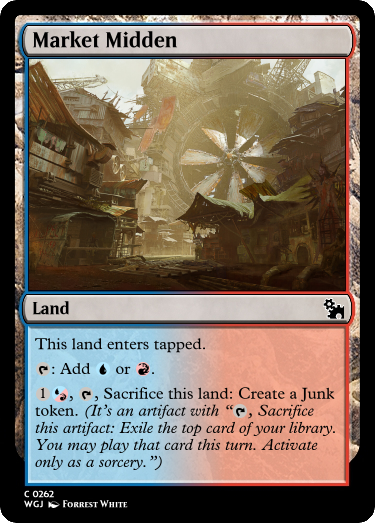 Market Midden
Land
This land enters tapped.
: Add or .
1 , , Sacrifice this land: Create a Junk
token. (It's an artifact with “ , Sacrifice
this artifact: Exile the top card of your library.
You may play that card this turn. Activate
only as a sorcery.”)
C 0262
WGJ Forrest White